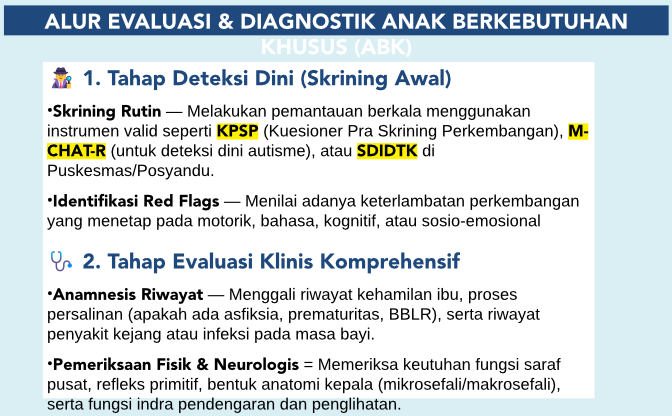 ALUR EVALUASI & DIAGNOSTIK ANAK BERKEBUTUHAN
KHUSUS (ABK)
1. Tahap Deteksi Dini (Skrining Awal)
•Skrining Rutin — Melakukan pemantauan berkala menggunakan
instrumen valid seperti KPSP (Kuesioner Pra Skrining Perkembangan), M-
CHAT-R (untuk deteksi dini autisme), atau SDIDTK di
Puskesmas/Posyandu.
•Identifikasi Red Flags — Menilai adanya keterlambatan perkembangan
yang menetap pada motorik, bahasa, kognitif, atau sosio-emosional
2. Tahap Evaluasi Klinis Komprehensif
•Anamnesis Riwayat — Menggali riwayat kehamilan ibu, proses
persalinan (apakah ada asfiksia, prematuritas, BBLR), serta riwayat
penyakit kejang atau infeksi pada masa bayi.
•Pemeriksaan Fisik & Neurologis = Memeriksa keutuhan fungsi saraf
pusat, refleks primitif, bentuk anatomi kepala (mikrosefali/makrosefali),
serta fungsi indra pendengaran dan penglihatan.